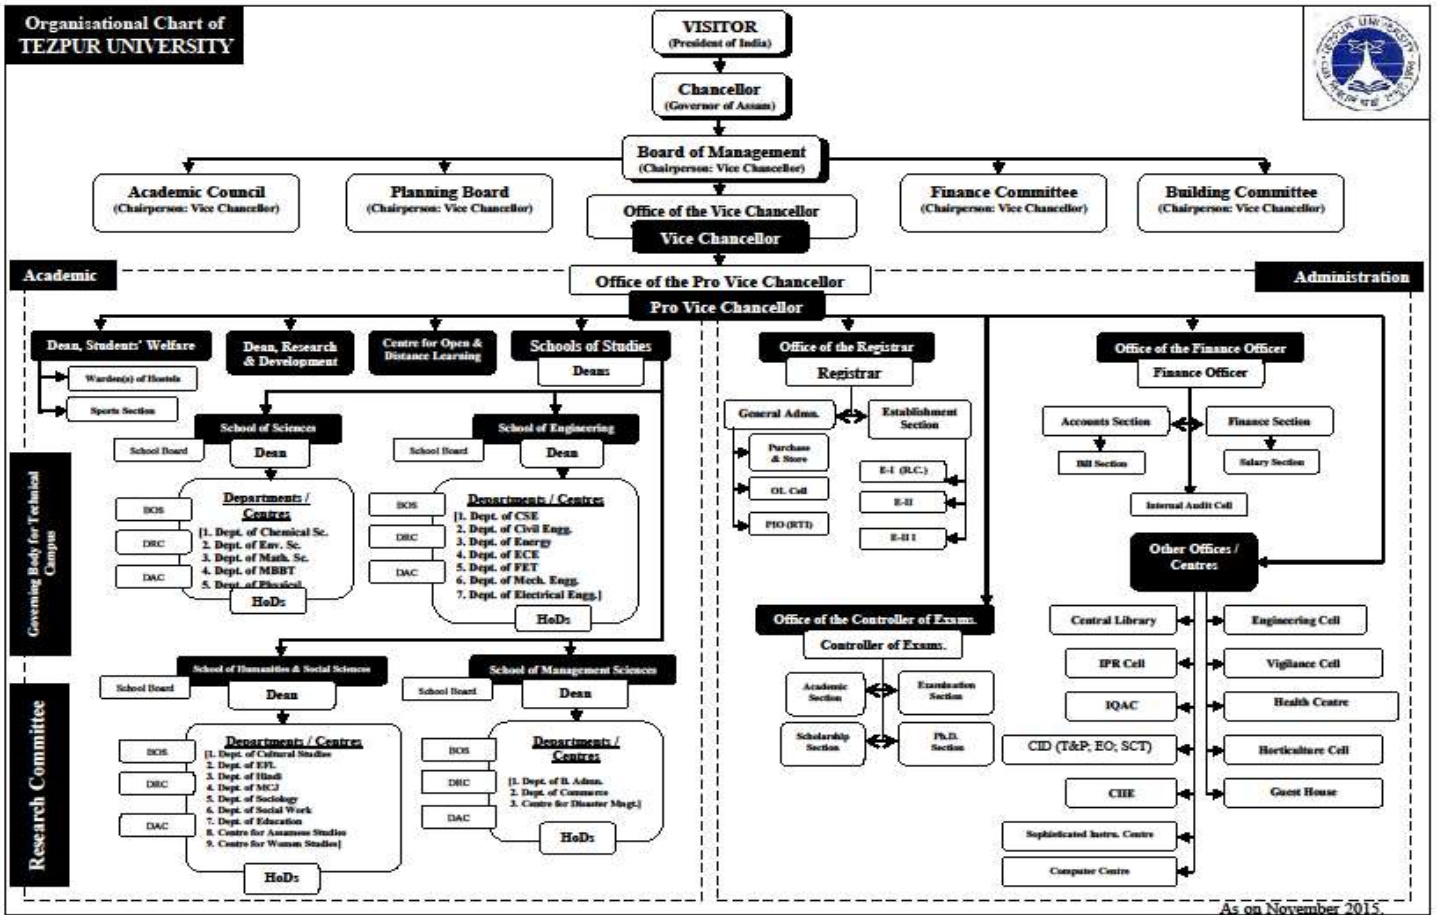 Organisational Chart of
TEZPUR UNIVERSITY
VISITOR
(President of India)
Chancellor
(Governor of Assam)
Board of Management
(Chairperson: Vice Chancellor)
Academic Council
(Chairperson: Vice Chancellor)
Planning Board
(Chairperson: Vice Chancellor)
Finance Committee
(Chairperson: Vice Chancellor)
Building Committee
(Chairperson: Vice Chancellor)
Office of the Vice Chancellor
Vice Chancellor
Academic
Administration
Office of the Pro Vice Chancellor
Pro Vice Chancellor
Dean, Students' Welfare
Warden(s) of Hostels
Sports Section
Dean, Research
& Development
Centre for Open &
Distance Learning
Schools of Studies
Deans
School of Sciences
School Board
Dean
BOS
DRC
DAC
Departments /
Centres
[1. Dept. of Chemical Sc.
2. Dept. of Env. Sc.
3. Dept. of Math. Sc.
4. Dept. of MBBT
5. Dept. of Physical
HoDs
School of Engineering
School Board
Dean
BOS
DRC
DAC
Departments / Centres
[1. Dept. of CSE
2. Dept. of Civil Engg.
3. Dept. of Energy
4. Dept. of ECE
5. Dept. of FET
6. Dept. of Mech. Engg.
7. Dept. of Electrical Engg.]
HoDs
Governing Body for Technical
Campus
Research Committee
School of Humanities & Social Sciences
School Board
Dean
BOS
DRC
DAC
Departments / Centres
[1. Dept. of Cultural Studies
2. Dept. of EFL
3. Dept. of Hindi
4. Dept. of MCJ
5. Dept. of Sociology
6. Dept. of Social Work
7. Dept. of Education
8. Centre for Assamese Studies
9. Centre for Women Studies]
HoDs
School of Management Sciences
School Board
Dean
BOS
DRC
DAC
Departments /
Centres
[1. Dept. of B. Admn.
2. Dept. of Commerce
3. Centre for Disaster Mngt.]
HoDs
Office of the Registrar
Registrar
General Admn.
Purchase
& Store
OL Cell
PIO (RTI)
Establishment
Section
E-I (R.C.)
E-II
E-II I
Office of the Finance Officer
Finance Officer
Accounts Section
Bill Section
Finance Section
Salary Section
Internal Audit Cell
Office of the Controller of Exams.
Controller of Exams.
Academic
Section
Examination
Section
Scholarship
Section
Ph.D.
Section
Other Offices /
Centres
Central Library
Engineering Cell
IPR Cell
Vigilance Cell
IQAC
Health Centre
CID (T&P; EO; SCT)
Horticulture Cell
CIIE
Guest House
Sophisticated Instru. Centre
Computer Centre
As on November 2015.
TEZPUR UNIVERSITY